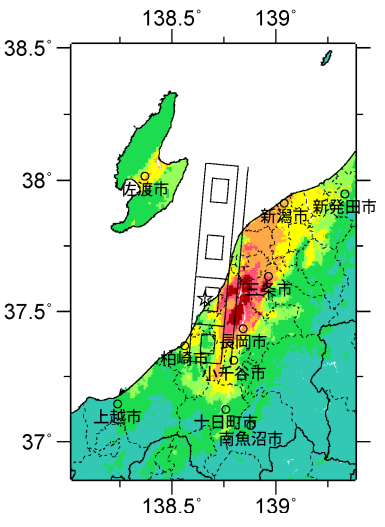 138.5° 139°
38.5°
佐渡市
38°
新発田市
新潟市
三条市
37.5°
長岡市
柏崎市
小千谷市
上越市
十日町市
南魚沼市
37°
138.5° 139°